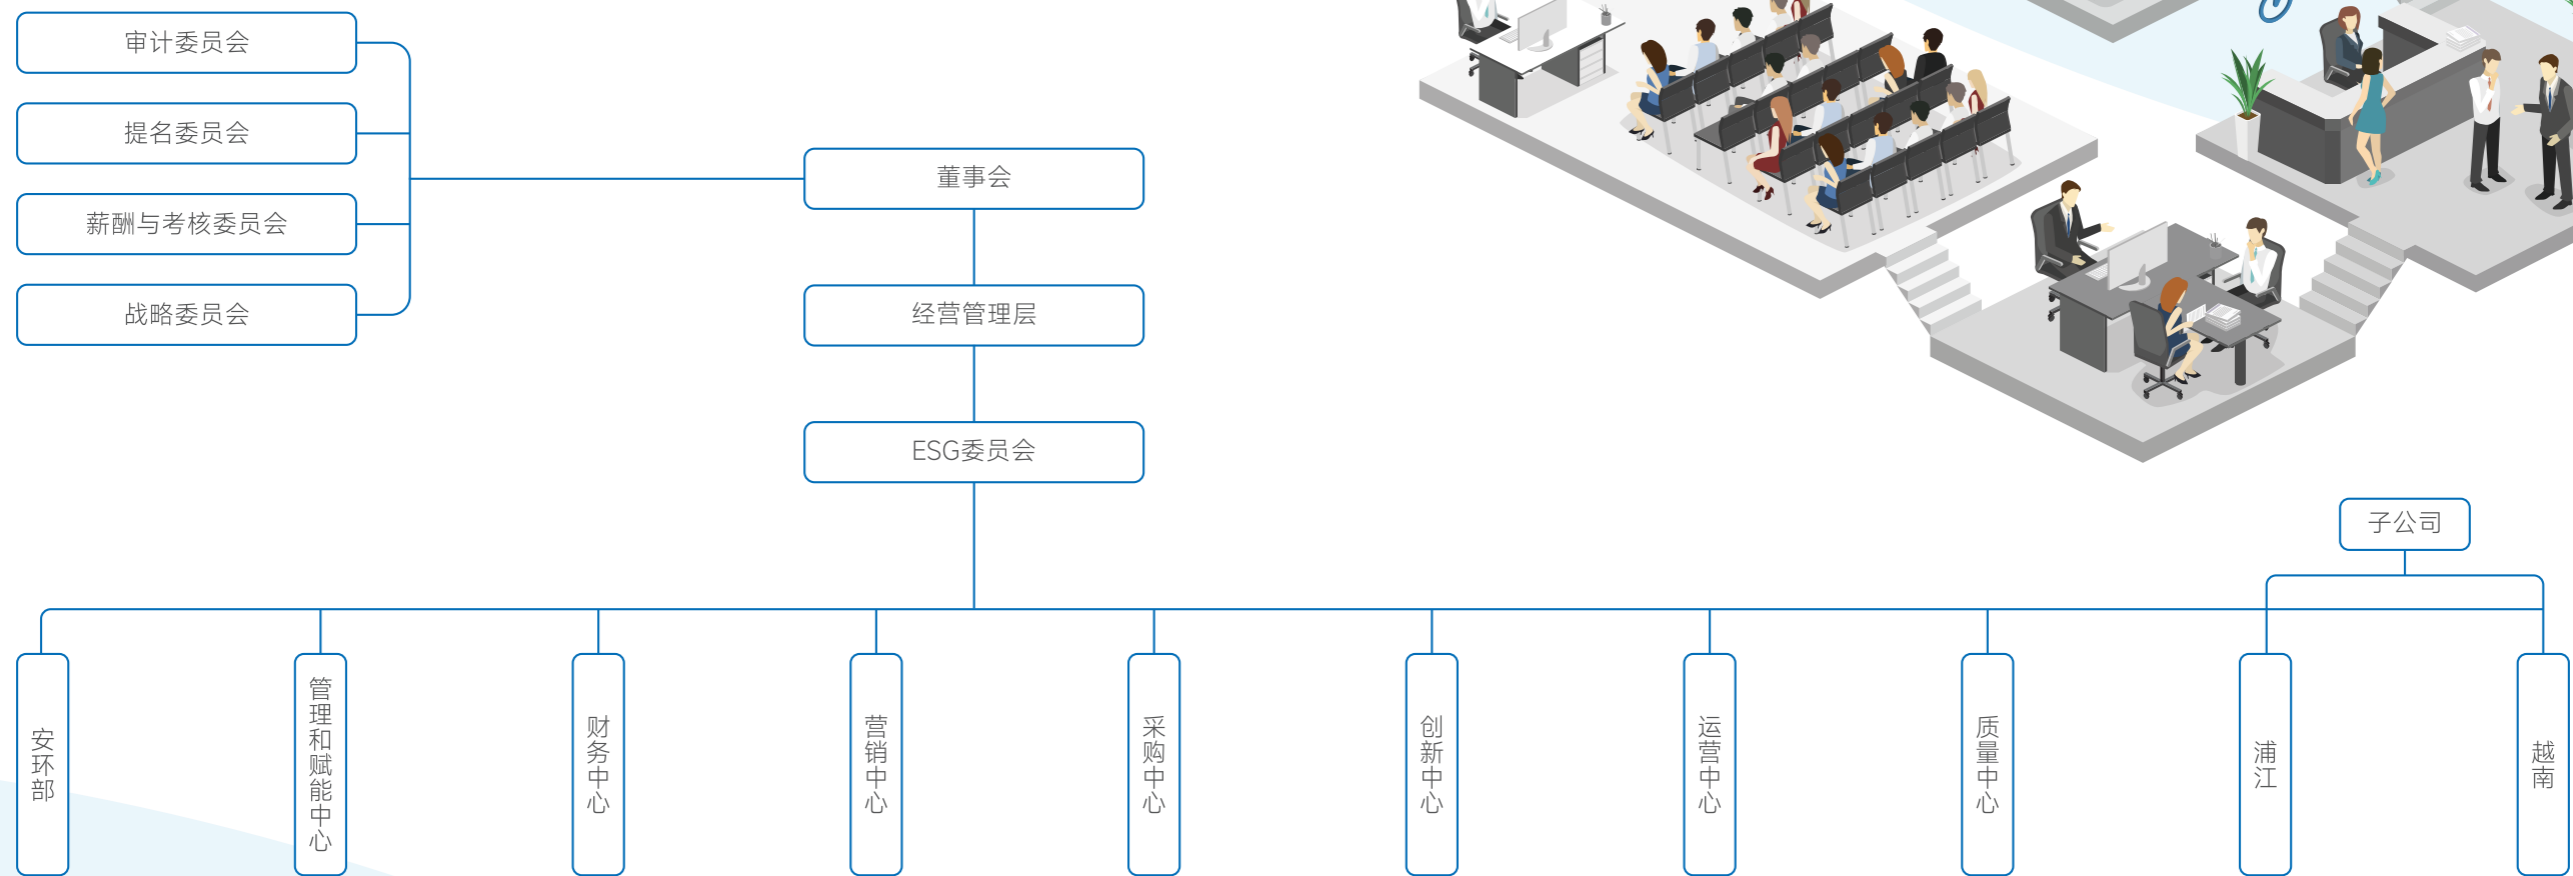 审计委员会
提名委员会
薪酬与考核委员会
战略委员会
董事会
经营管理层
ESG委员会
子公司
安环部
管理和赋能中心
财务中心
营销中心
采购中心
创新中心
运营中心
质量中心
浦江
越南